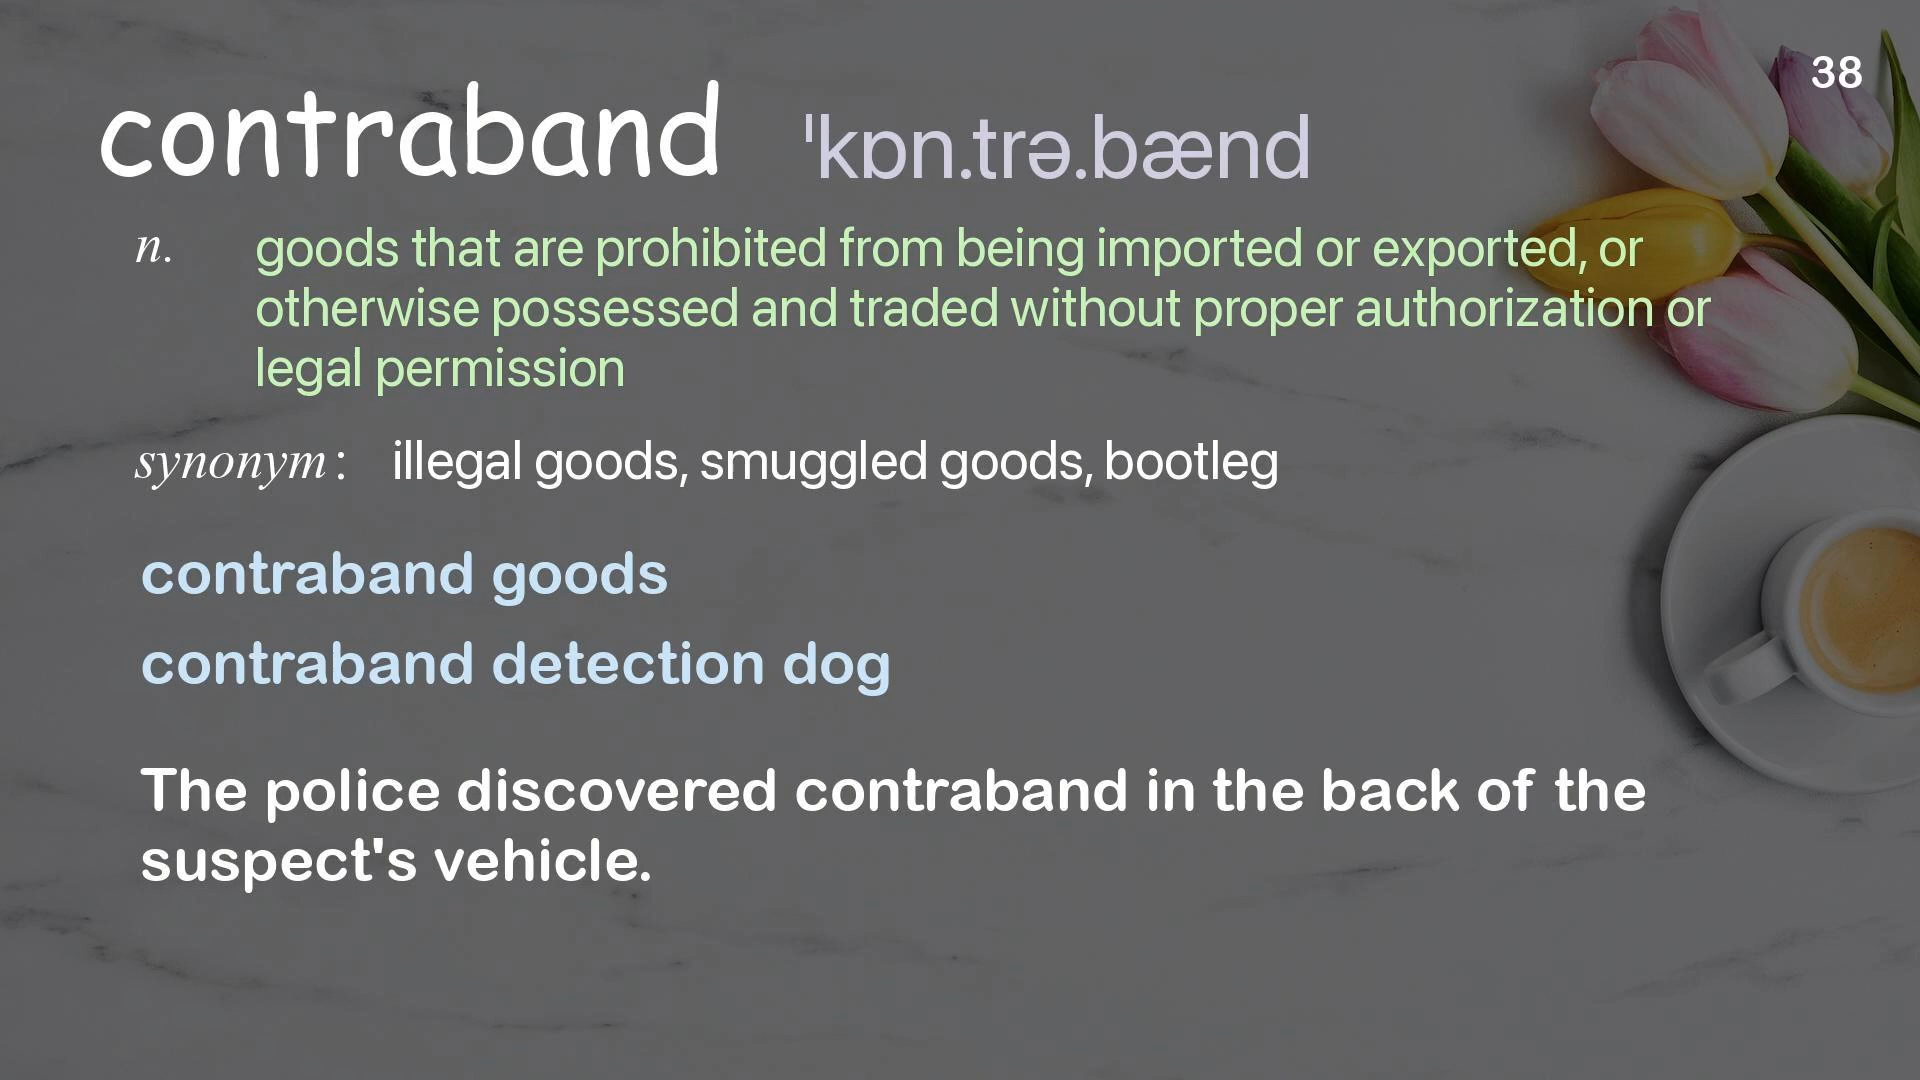 38
contraband ˈkɒn.trə.bænd
n. goods that are prohibited from being imported or exported, or
otherwise possessed and traded without proper authorization or
legal permission
synonym: illegal goods, smuggled goods, bootleg
contraband goods
contraband detection dog
The police discovered contraband in the back of the
suspect's vehicle.